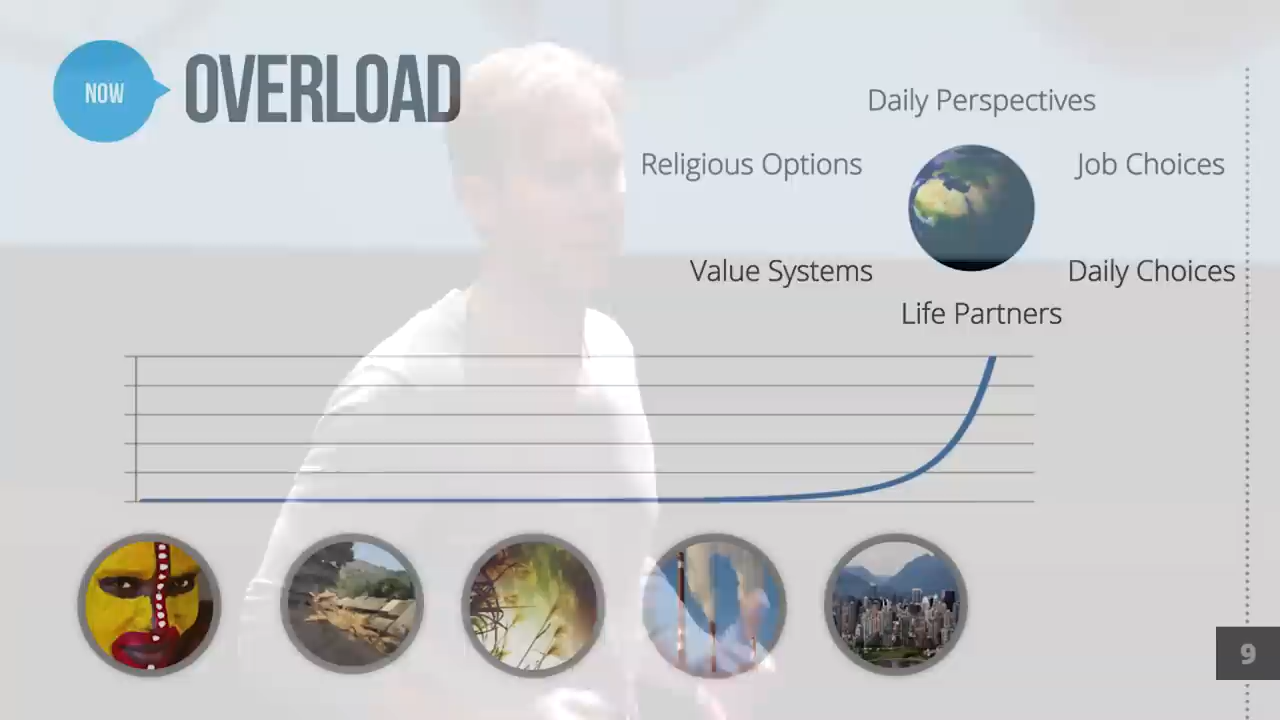 NOW
OVERLOAD
Daily Perspectives
Religious Options
Job Choices
Value Systems
Daily Choices
Life Partners
9